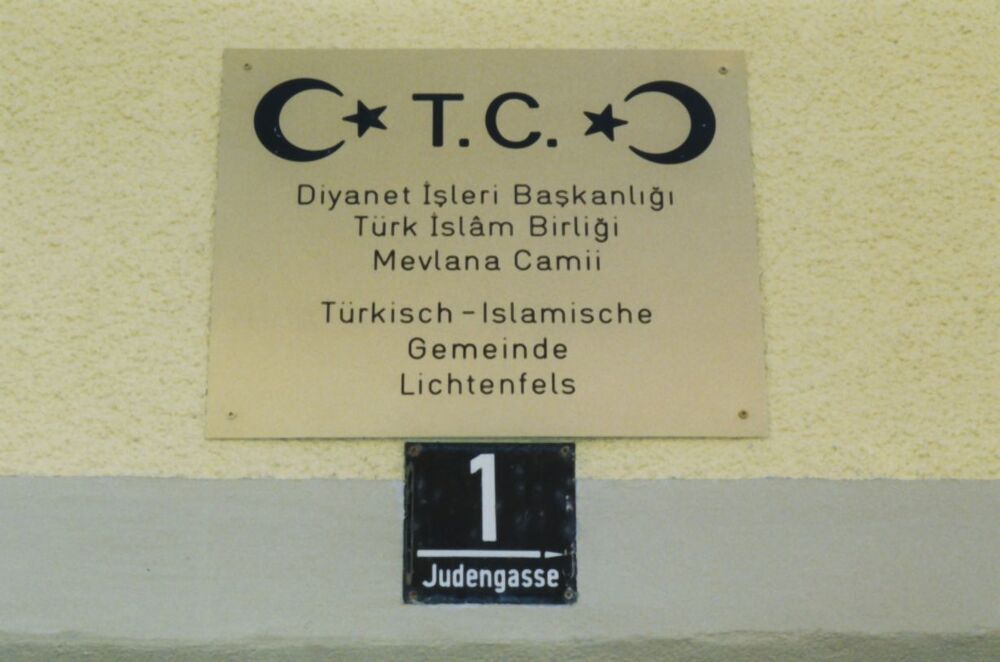 T.C.
Diyanet İşleri Başkanlığı
Türk İslâm Birliği
Mevlana Camii
Türkisch-Islamische
Gemeinde
Lichtenfels
1
Judengasse